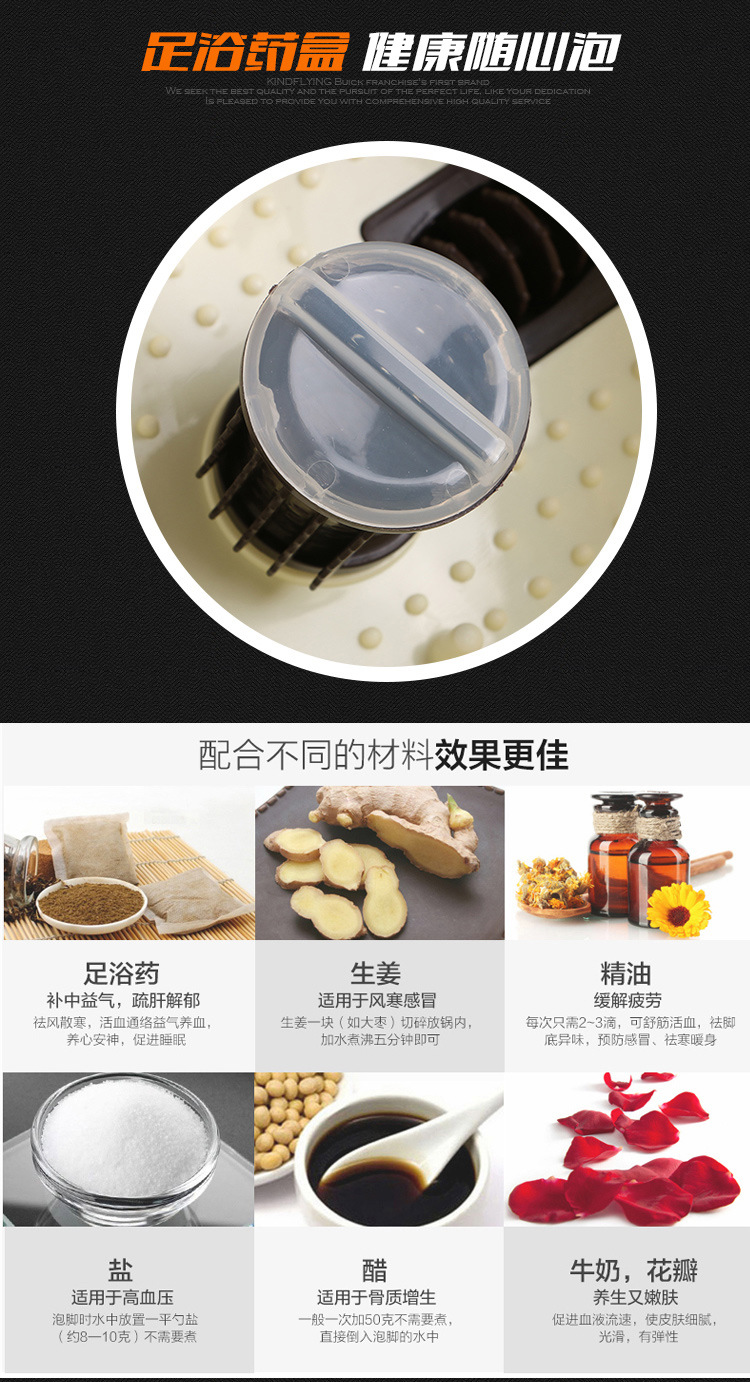 足浴药盒 健康随心泡
KINDFLYING BUICK FRANCHISE'S FIRST BRAND
WE SEEK THE BEST QUALITY AND THE PURSUIT OF THE PERFECT LIFE, LIKE YOUR DEDICATION
IS PLEASED TO PROVIDE YOU WITH COMPREHENSIVE HIGH QUALITY SERVICE
配合不同的材料效果更佳
足浴药
补中益气，疏肝解郁
祛风散寒，活血通络益气养血，
养心安神，促进睡眠
生姜
适用于风寒感冒
生姜一块（如大枣）切碎放锅内，
加水煮沸五分钟即可
精油
缓解疲劳
每次只需2~3滴，可舒筋活血，祛脚
底异味，预防感冒、祛寒暖身
盐
适用于高血压
泡脚时水中放置一平勺盐
（约8—10克）不需要煮
醋
适用于骨质增生
一般一次加50克不需要煮，
直接倒入泡脚的水中
牛奶，花瓣
养生又嫩肤
促进血液流速，使皮肤细腻，
光滑，有弹性